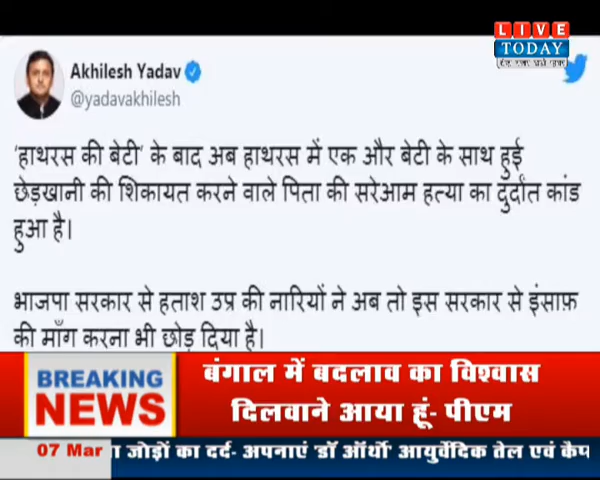 LIVE
TODAY
Akhilesh Yadav
@yadavakhilesh
'हाथरस की बेटी' के बाद अब हाथरस में एक और बेटी के साथ हुई
छेड़खानी की शिकायत करने वाले पिता की सरेआम हत्या का दुर्दांत कांड
हुआ है।
भाजपा सरकार से हताश उप्र की नारियों ने अब तो इस सरकार से इंसाफ़
की माँग करना भी छोड़ दिया है।
BREAKING
NEWS
बंगाल में बदलाव का विश्वास
दिलवाने आया हूं- पीएम
07 Mar
जोड़ों का दर्द- अपनाएं 'डॉ ऑर्थो' आयुर्वेदिक तेल एवं कैप